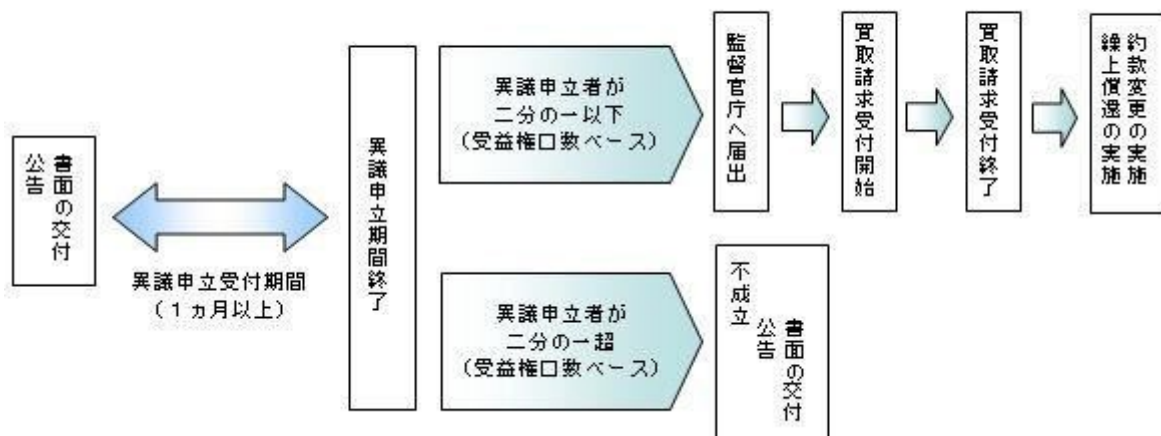 書面の交付
公告
異議申立受付期間
（１ヵ月以上）
異議申立期間終了
異議申立者が
二分の一以下
（受益権口数ベース）
監督官庁へ届出
買取請求受付開始
買取請求受付終了
約款変更の実施
繰上償還の実施
異議申立者が
二分の一超
（受益権口数ベース）
不成立
書面の交付
公告